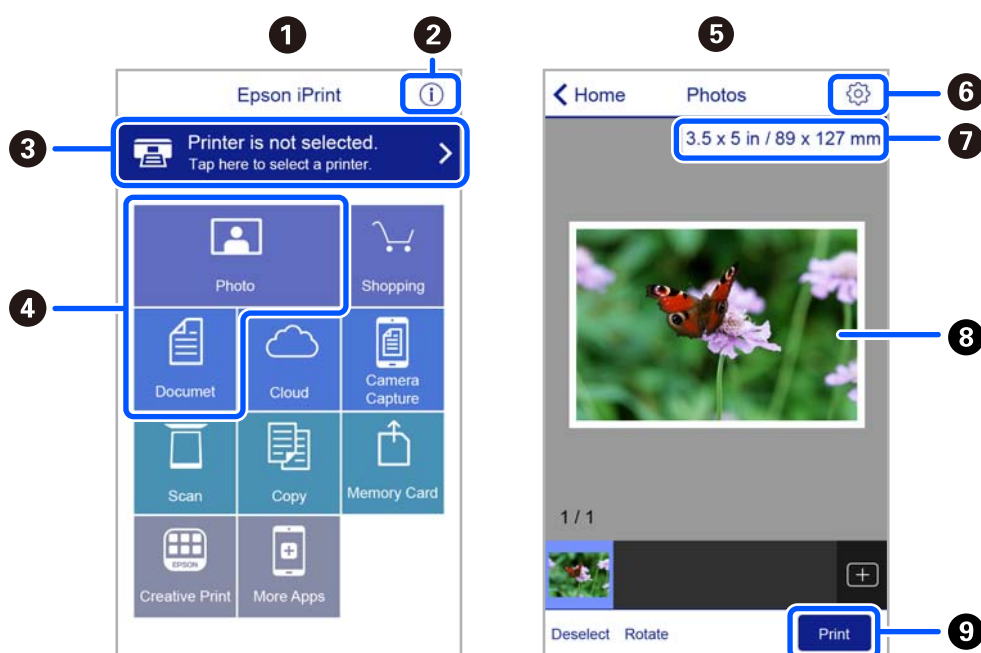 1
2
Epson iPrint
i
3
Printer is not selected.
Tap here to select a printer.
4
Photo
Shopping
Documet
Cloud
Camera
Capture
Scan
Copy
Memory Card
EPSON
Creative Print
More Apps
5
Home
Photos
6
3.5 x 5 in / 89 x 127 mm
7
8
1 / 1
Deselect
Rotate
Print
9